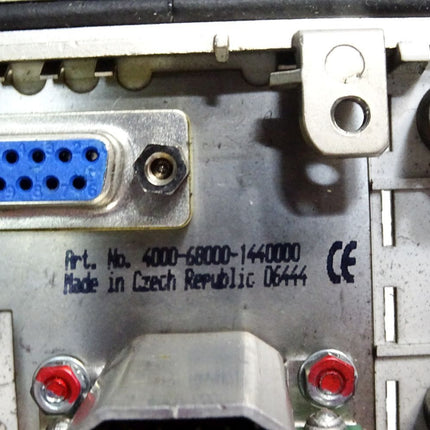 Art. No. 4000-68000-1440000
Made in Czech Republic 06444
CE